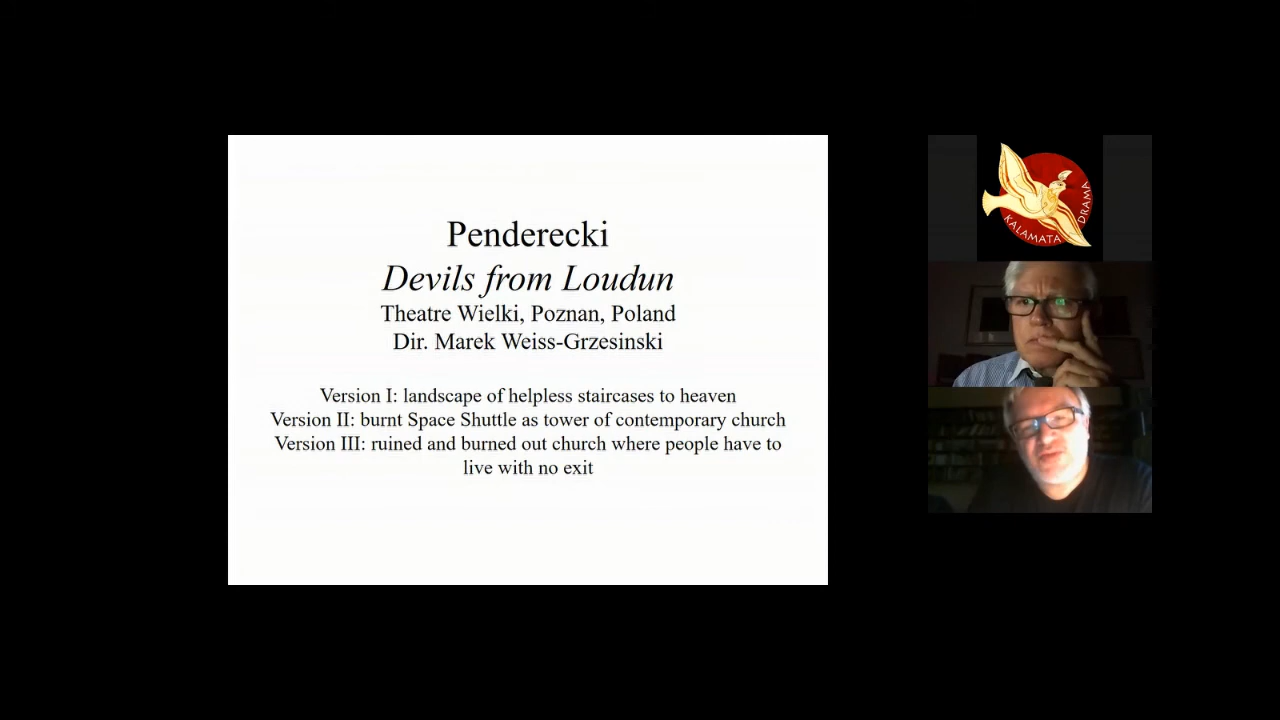 Penderecki
Devils from Loudun
Theatre Wielki, Poznan, Poland
Dir. Marek Weiss-Grzesinski
Version I: landscape of helpless staircases to heaven
Version II: burnt Space Shuttle as tower of contemporary church
Version III: ruined and burned out church where people have to
live with no exit
KALAMATA DRAMA